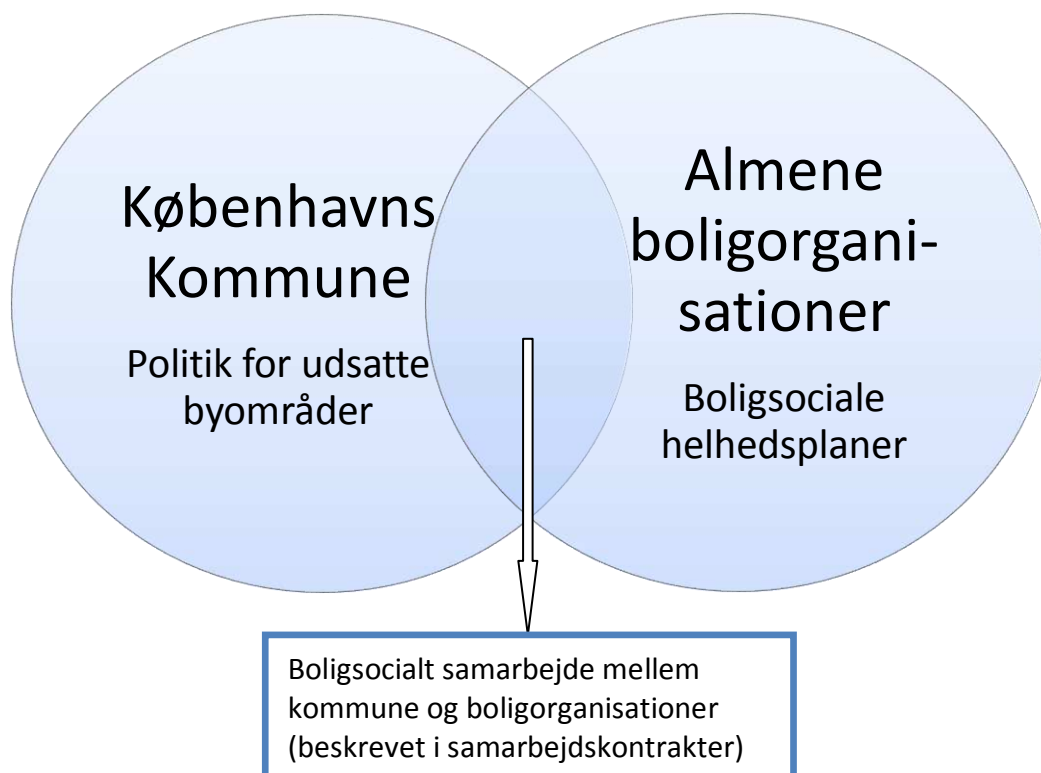 Københavns
Kommune
Politik for udsatte
byområder
Almene
boligorgani-
sationer
Boligsociale
helhedsplaner
Boligsocialt samarbejde mellem
kommune og boligorganisationer
(beskrevet i samarbejdskontrakter)